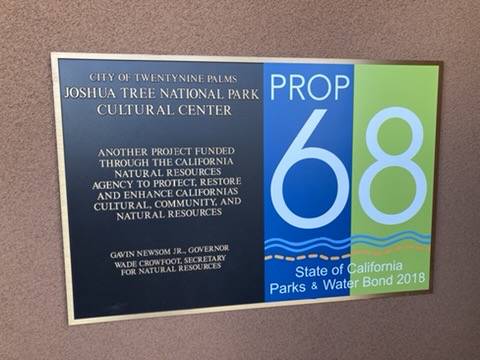 CITY OF TWENTYNINE PALMS
JOSHUA TREE NATIONAL PARK
CULTURAL CENTER
ANOTHER PROJECT FUNDED
THROUGH THE CALIFORNIA
NATURAL RESOURCES
AGENCY TO PROTECT, RESTORE
AND ENHANCE CALIFORNIAS
CULTURAL, COMMUNITY, AND
NATURAL RESOURCES
GAVIN NEWSOM JR., GOVERNOR
WADE CROWFOOT, SECRETARY
FOR NATURAL RESOURCES
PROP
68
State of California
Parks & Water Bond 2018